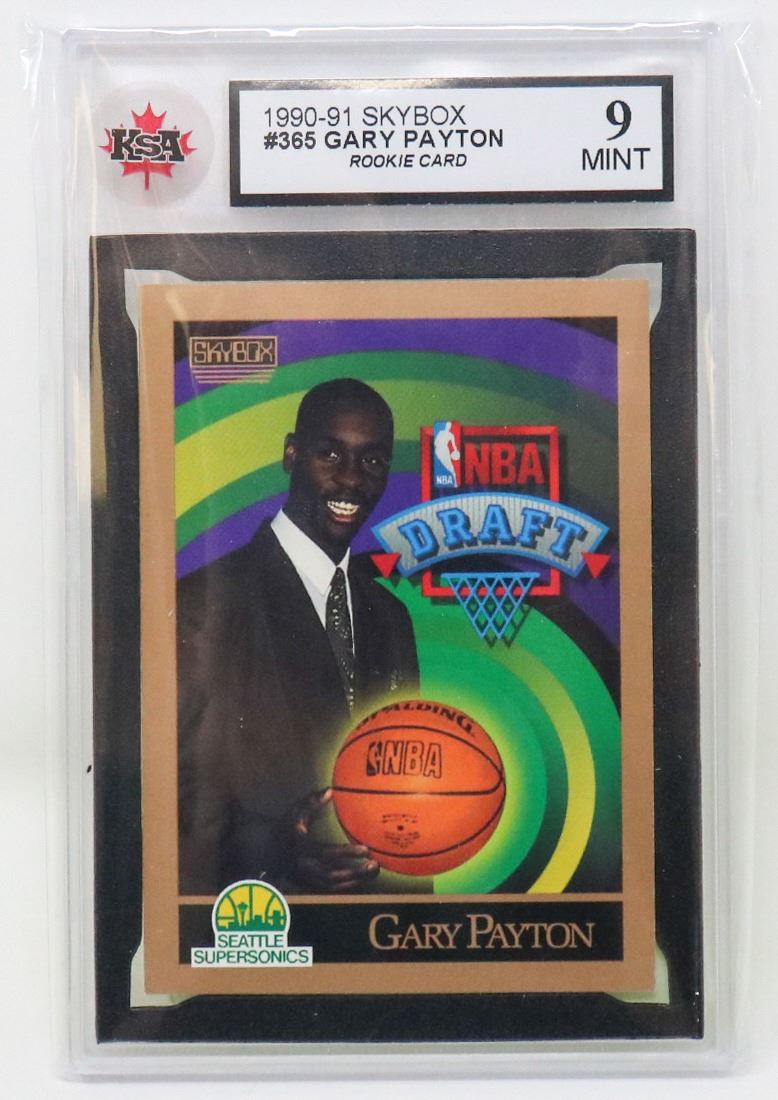 KSA
1990-91 SKYBOX
#365 GARY PAYTON
ROOKIE CARD
9
MINT
SKYBOX
NBA
NBA
DRAFT
SPALDING
NBA
SEATTLE
SUPERSONICS
GARY PAYTON